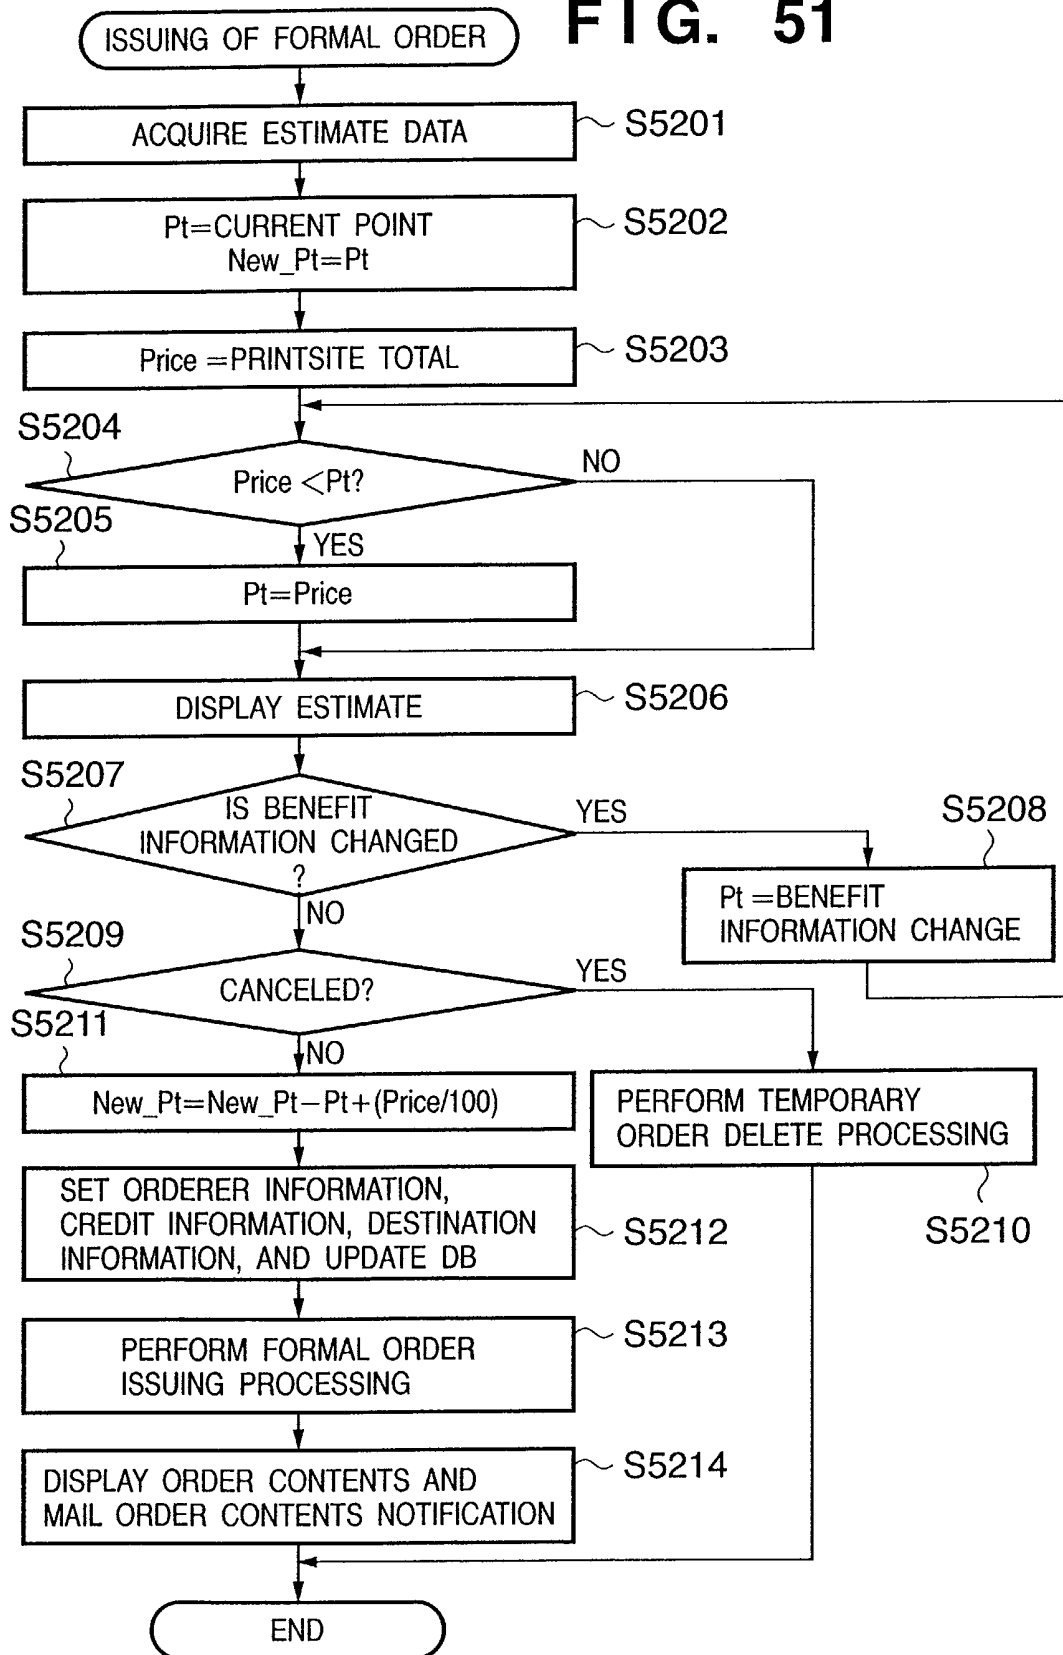 FIG. 51
ISSUING OF FORMAL ORDER
ACQUIRE ESTIMATE DATA
S5201
Pt=CURRENT POINT
New_Pt=Pt
S5202
Price =PRINTSITE TOTAL
S5203
S5204
Price <Pt?
NO
YES
S5205
Pt=Price
DISPLAY ESTIMATE
S5206
S5207
IS BENEFIT
INFORMATION CHANGED
?
YES
NO
S5208
Pt =BENEFIT
INFORMATION CHANGE
S5209
CANCELED?
YES
NO
S5211
New_Pt=New_Pt-Pt+(Price/100)
PERFORM TEMPORARY
ORDER DELETE PROCESSING
S5210
SET ORDERER INFORMATION,
CREDIT INFORMATION, DESTINATION
INFORMATION, AND UPDATE DB
S5212
PERFORM FORMAL ORDER
ISSUING PROCESSING
S5213
DISPLAY ORDER CONTENTS AND
MAIL ORDER CONTENTS NOTIFICATION
S5214
END